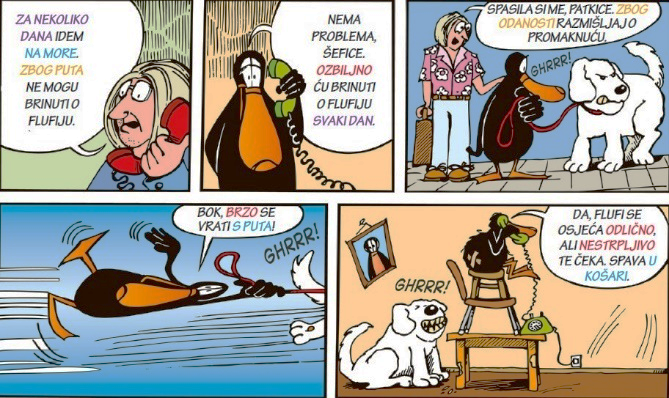 ZA NEKOLIKO
DANA IDEM
NA MORE.
ZBOG PUTA
NE MOGU
BRINUTI O
FLUFIJU.
NEMA
PROBLEMA,
ŠEFICE.
OZBILJNO
ĆU BRINUTI
O FLUFIJU
SVAKI DAN.
SPASILA SI ME, PATKICE. ZBOG
ODANOSTI RAZMIŠLJAJ O
PROMAKNUĆU.
GHRRR!
BOK, BRZO SE
VRATI S PUTA!
GHRRR!
DA, FLUFI SE
OSJEĆA ODLIČNO,
ALI NESTRPLJIVO
TE ČEKA. SPAVA U
KOŠARI.
GHRRR!